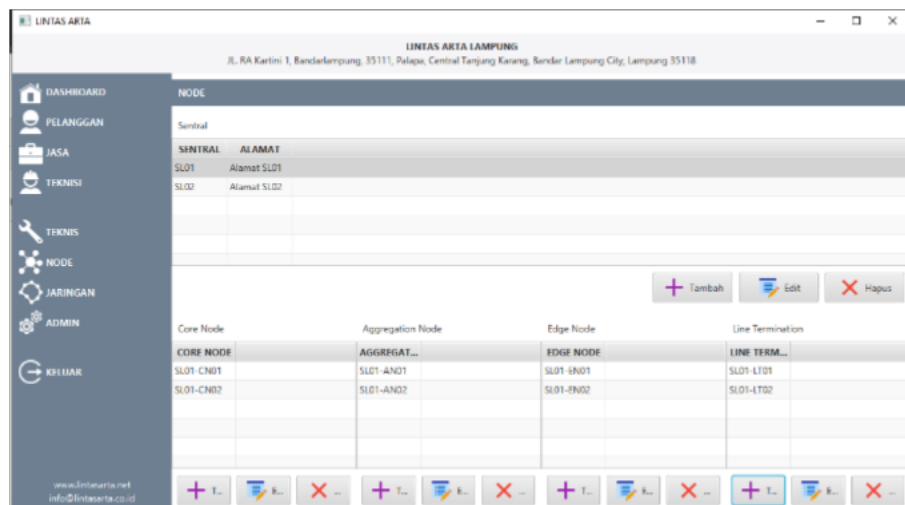 LINTAS ARTA
LINTAS ARTA LAMPUNG
JL. RA Kartini 1, Bandarlampung, 35111, Palapa, Central Tanjung Karang, Bandar Lampung City, Lampung 35118
DASHBOARD
PELANGGAN
JASA
TEKNISI
TEKNIS
NODE
JARINGAN
ADMIN
KELUAR
www.lintasarta.net
info@lintasarta.co.id
NODE
Sentral
SENTRAL ALAMAT
SL01 Alamat SL01
SL02 Alamat SL02
Tambah Edit Hapus
Core Node Aggregation Node Edge Node Line Termination
CORE NODE AGGREGAT... EDGE NODE LINE TERM...
SL01-CN01 SL01-AN01 SL01-EN01 SL01-LT01
SL01-CN02 SL01-AN02 SL01-EN02 SL01-LT02
T... E... ... T... E... ... T... E... ... T... E... ...